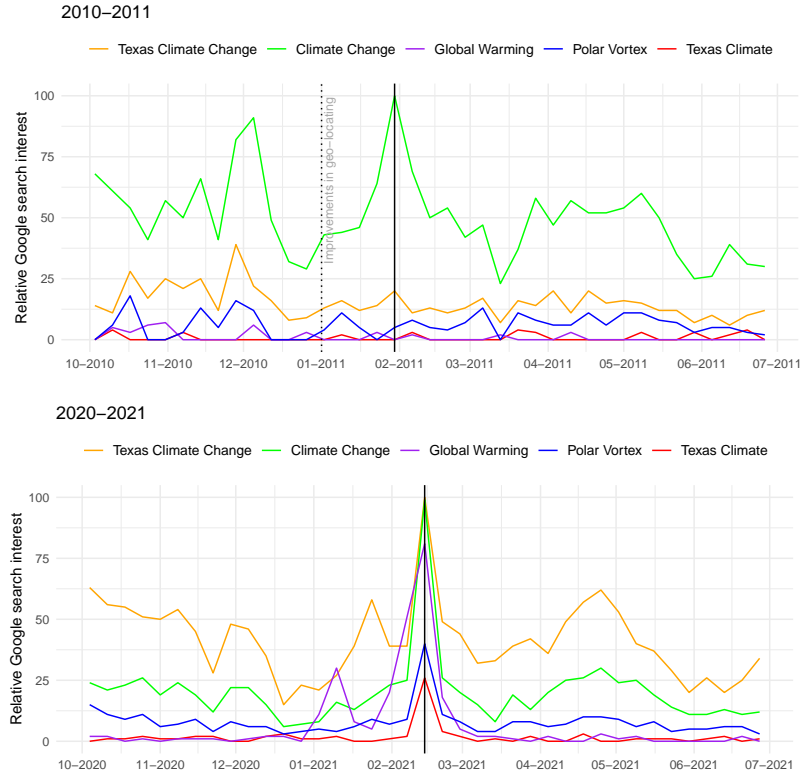 2010–2011
Texas Climate Change Climate Change Global Warming Polar Vortex Texas Climate
Relative Google search interest
100
75
50
25
0
Improvements in geo–locating
10–2010 11–2010 12–2010 01–2011 02–2011 03–2011 04–2011 05–2011 06–2011 07–2011
2020–2021
Texas Climate Change Climate Change Global Warming Polar Vortex Texas Climate
Relative Google search interest
100
75
50
25
0
10–2020 11–2020 12–2020 01–2021 02–2021 03–2021 04–2021 05–2021 06–2021 07–2021